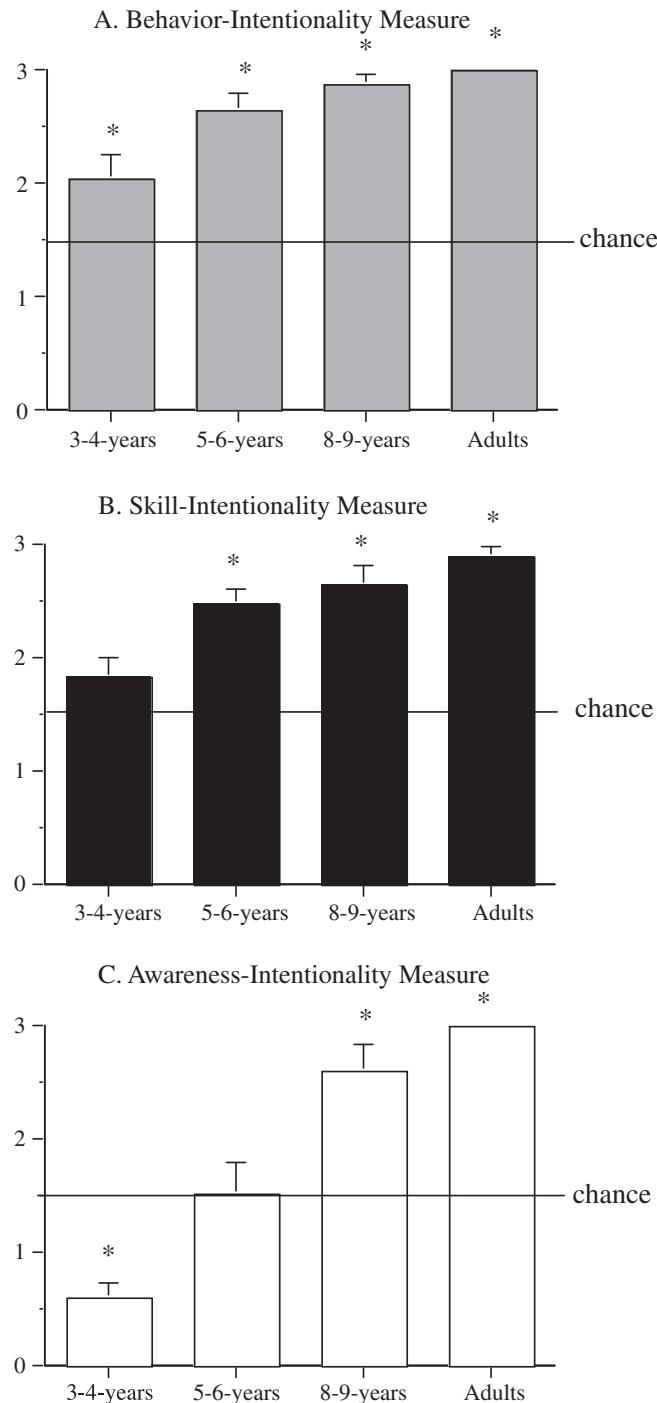 A. Behavior-Intentionality Measure
* * * *
3
2
chance
1
0
3-4-years 5-6-years 8-9-years Adults
B. Skill-Intentionality Measure
* * *
3
2
chance
1
0
3-4-years 5-6-years 8-9-years Adults
C. Awareness-Intentionality Measure
* *
3
2
chance
1
*
0
3-4-years 5-6-years 8-9-years Adults